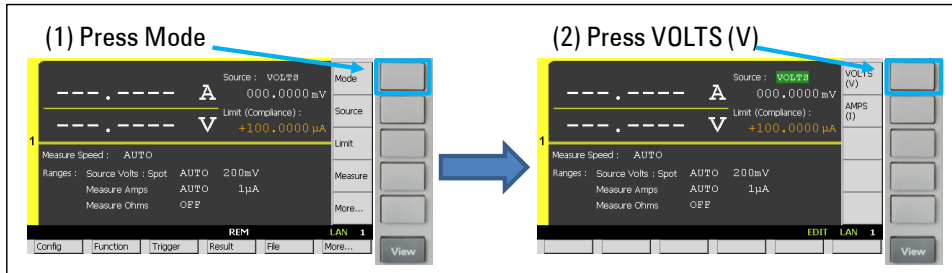 (1) Press Mode
(2) Press VOLTS (V)
Source : VOLTS
Mode
---.---- A
000.0000 mV
Limit (Compliance) :
Source
---.---- V
+100.0000 µA
1
Limit
Measure Speed : AUTO
Ranges : Source Volts : Spot AUTO 200mV
Measure
Measure Amps AUTO 1µA
Measure Ohms OFF
More...
REM LAN 1
Config Function Trigger Result File More...
View
Source : VOLTS
VOLTS
(V)
---.---- A
000.0000 mV
Limit (Compliance) :
AMPS
(I)
---.---- V
+100.0000 µA
1
Measure Speed : AUTO
Ranges : Source Volts : Spot AUTO 200mV
Measure Amps AUTO 1µA
Measure Ohms OFF
EDIT LAN 1
View